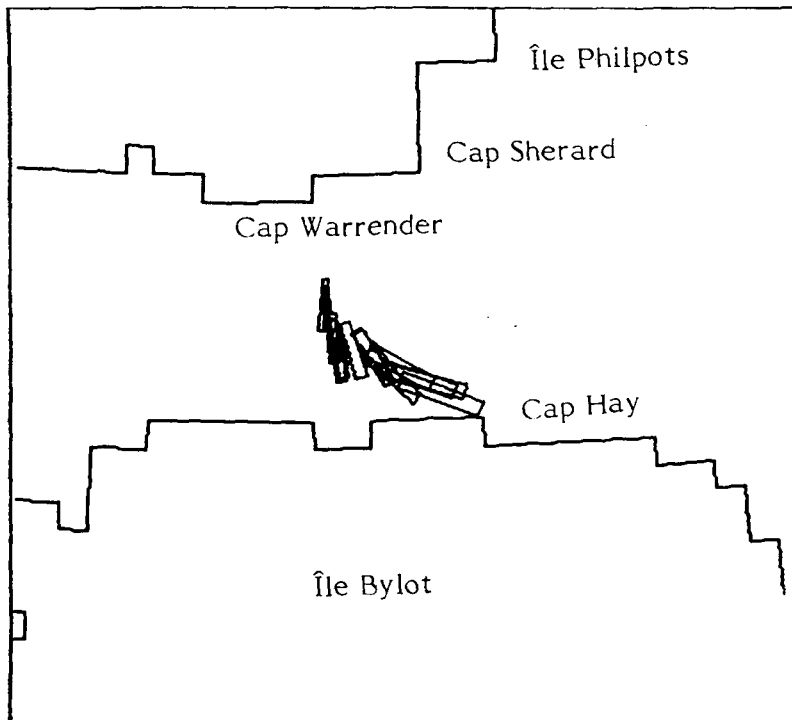 Île Philpots
Cap Sherard
Cap Warrender
Cap Hay
Île Bylot